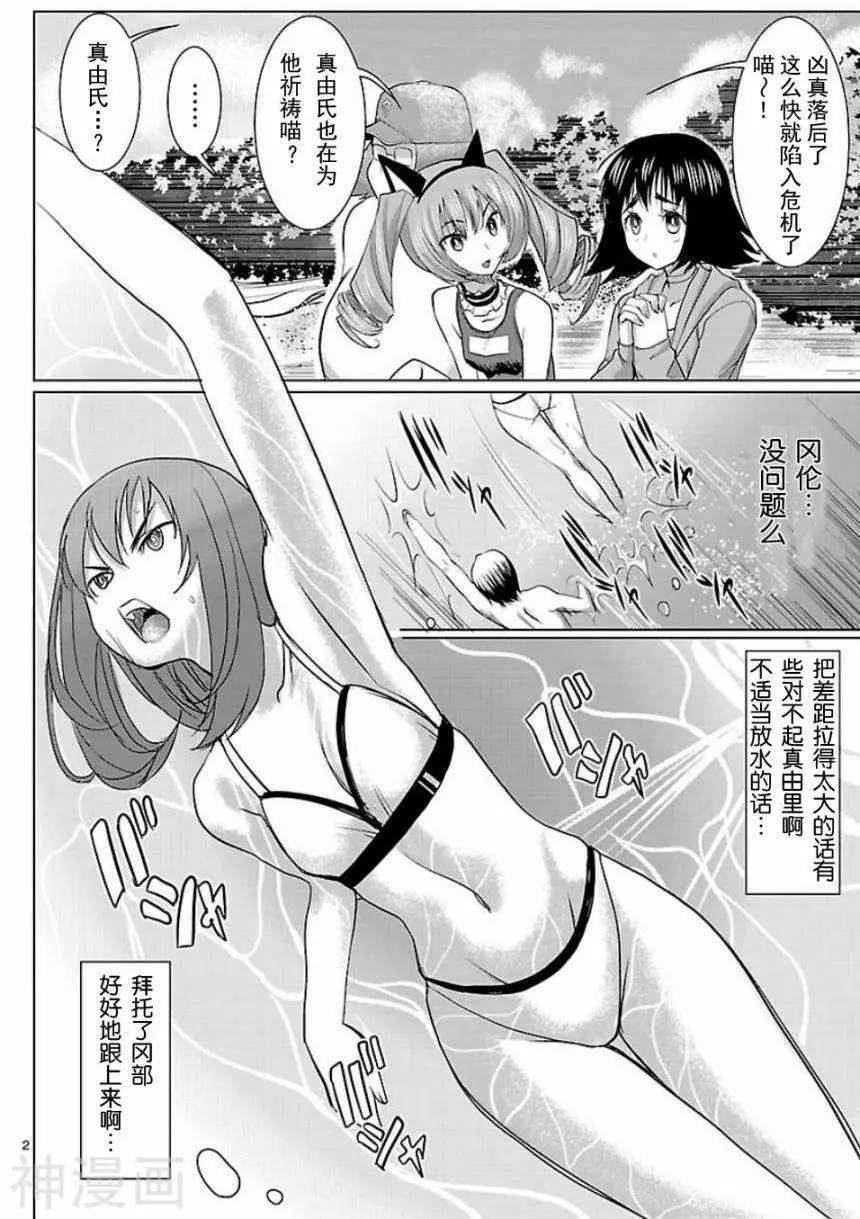 凶真落后了
这么快就陷入危机了
喵~!
真由氏也在为
他祈祷喵?
……
真由氏…?
冈伦…
没问题么
把差距拉得太大的话有
些对不起真由里啊
不适当放水的话…
拜托了冈部
好好地跟上来啊…
2
神漫画